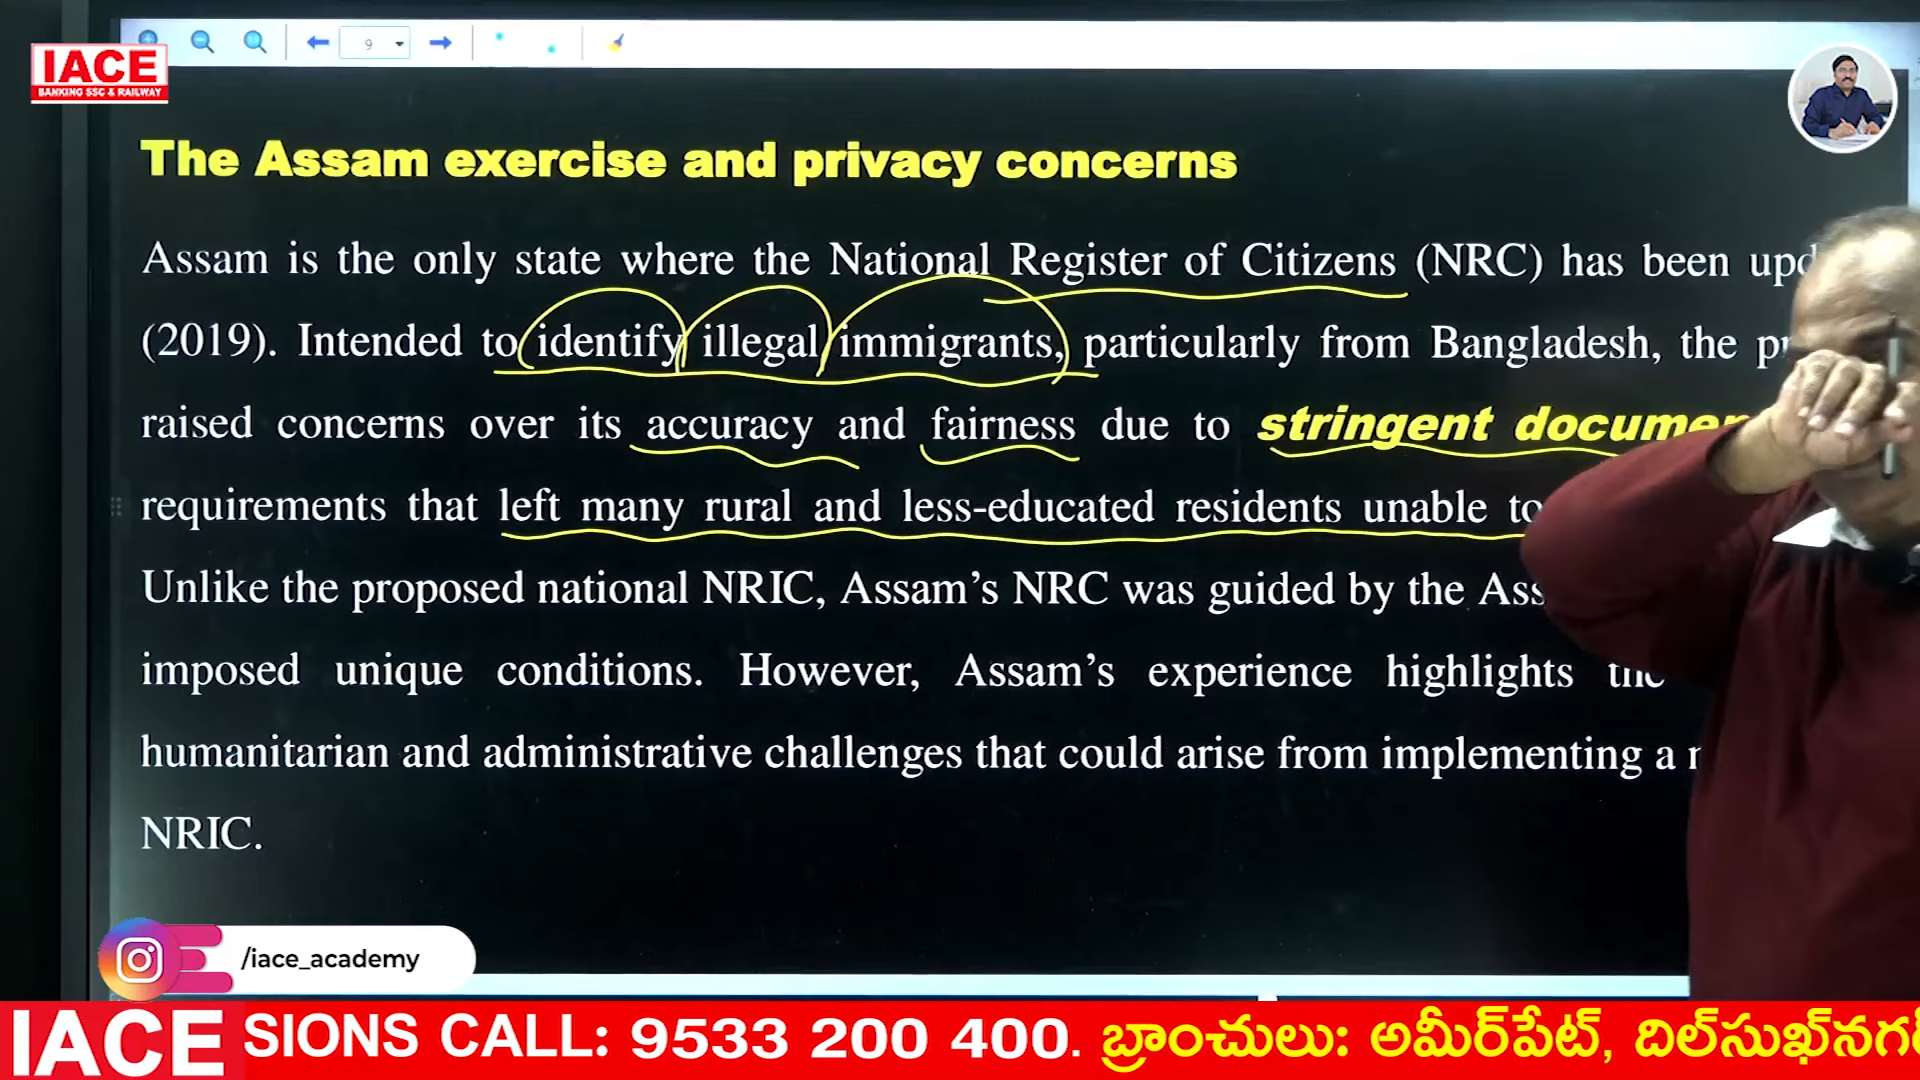 9
IACE
BANKING SSC & RAILWAY
The Assam exercise and privacy concerns
Assam is the only state where the National Register of Citizens (NRC) has been
(2019). Intended to identify illegal immigrants, particularly from Bangladesh, the
raised concerns over its accuracy and fairness due to stringent
requirements that left many rural and less-educated residents unable to
Unlike the proposed national NRIC, Assam’s NRC was guided by the
imposed unique conditions. However, Assam’s experience highlights the
humanitarian and administrative challenges that could arise from implementing a
NRIC.
/iace_academy
IACE SIONS CALL: 9533 200 400. బ్రాంచులు: అమీర్‌పేట్, దిల్‌సుఖ్‌నగర్